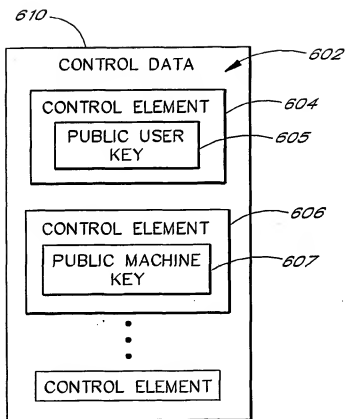 610
CONTROL DATA
602
CONTROL ELEMENT
604
PUBLIC USER
KEY
605
CONTROL ELEMENT
606
PUBLIC MACHINE
KEY
607
CONTROL ELEMENT